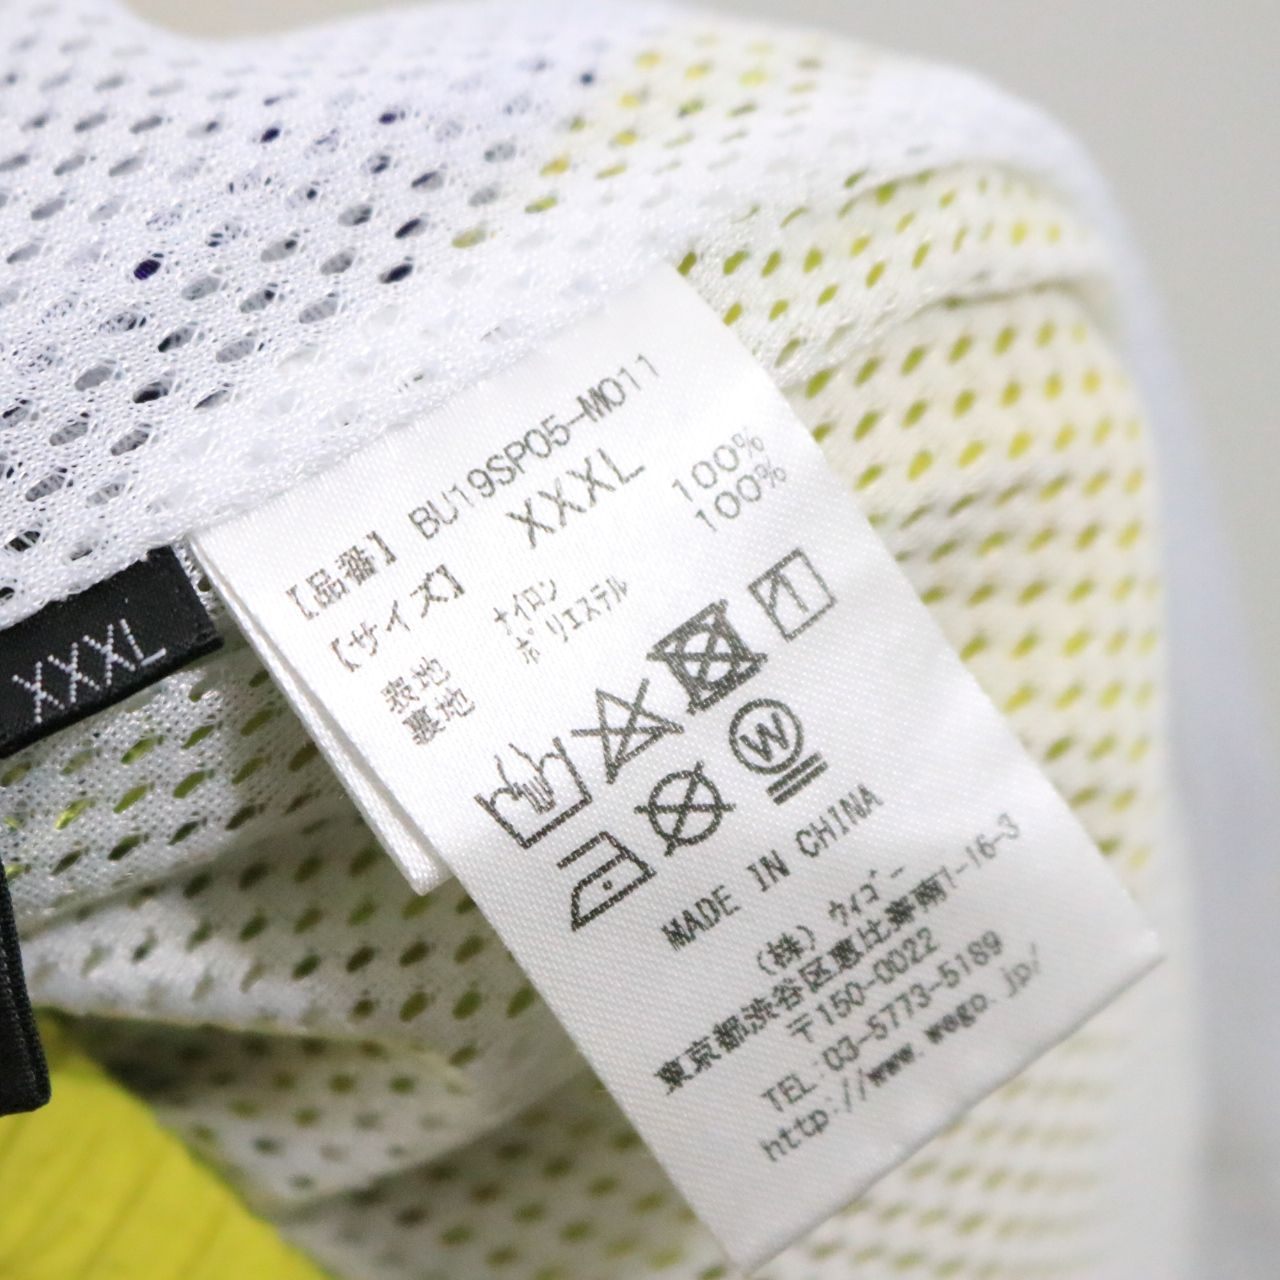 【品番】 BU19SP05-M011
【サイズ】 XXXL
表地 ナイロン 100%
裏地 ポリエステル 100%
W
MADE IN CHINA
(株) ウィゴー
東京都渋谷区恵比寿南1-16-3
〒150-0022
TEL:03-5773-5189
http://www.wego.jp/
XXXL